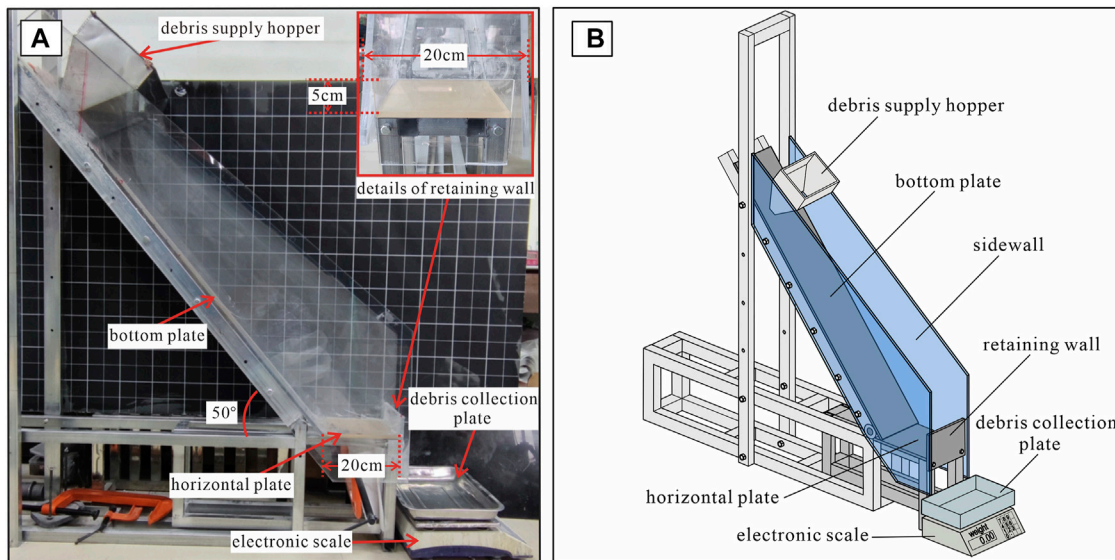 A
debris supply hopper
20cm
5cm
details of retaining wall
bottom plate
50°
debris collection
plate
20cm
horizontal plate
electronic scale
B
debris supply hopper
bottom plate
sidewall
retaining wall
debris collection
plate
horizontal plate
electronic scale
weight
0.00